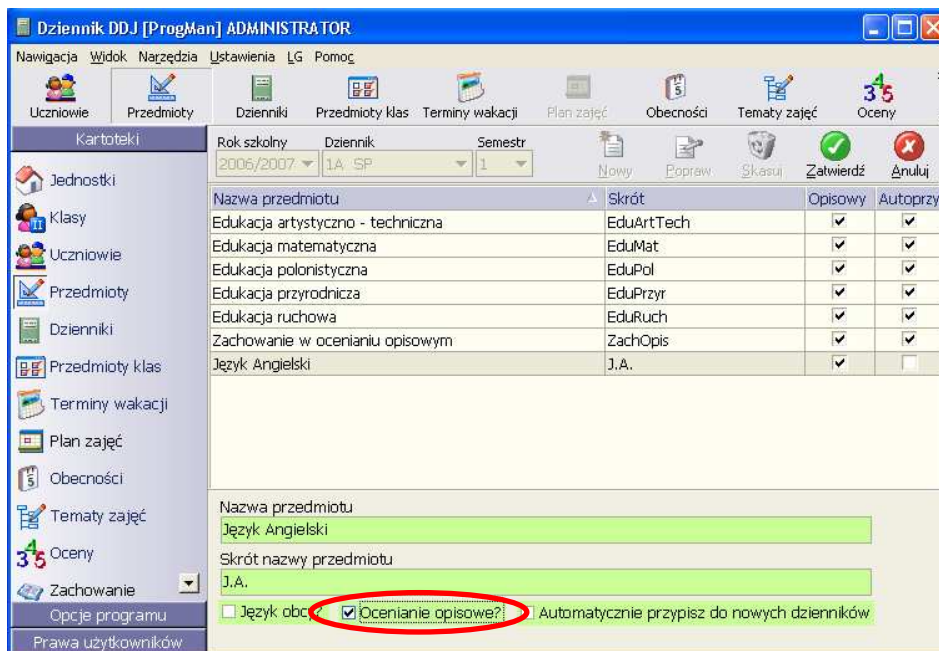 Dziennik DDJ [ProgMan] ADMINISTRATOR
Nawigacja Widok Narzędzia Ustawienia LG Pomoc
Uczniowie Przedmioty Dzienniki Przedmioty klas Terminy wakacji Plan zajęć Obecności Tematy zajęć Oceny
Kartoteki
Jednostki
Klasy
Uczniowie
Przedmioty
Dzienniki
Przedmioty klas
Terminy wakacji
Plan zajęć
Obecności
Tematy zajęć
Oceny
Zachowanie
Opcje programu
Prawa użytkowników
Rok szkolny Dziennik Semestr
2006/2007 1A SP 1
Nowy Popraw Skasuj Zatwierdź Anuluj
Nazwa przedmiotu Skrót Opisowy Autoprzy
Edukacja artystyczno - techniczna EduArtTech
Edukacja matematyczna EduMat
Edukacja polonistyczna EduPol
Edukacja przyrodnicza EduPrzyr
Edukacja ruchowa EduRuch
Zachowanie w ocenianiu opisowym ZachOpis
Język Angielski J.A.
Nazwa przedmiotu
Język Angielski
Skrót nazwy przedmiotu
J.A.
Język obcy? Ocenianie opisowe? Automatycznie przypisz do nowych dzienników